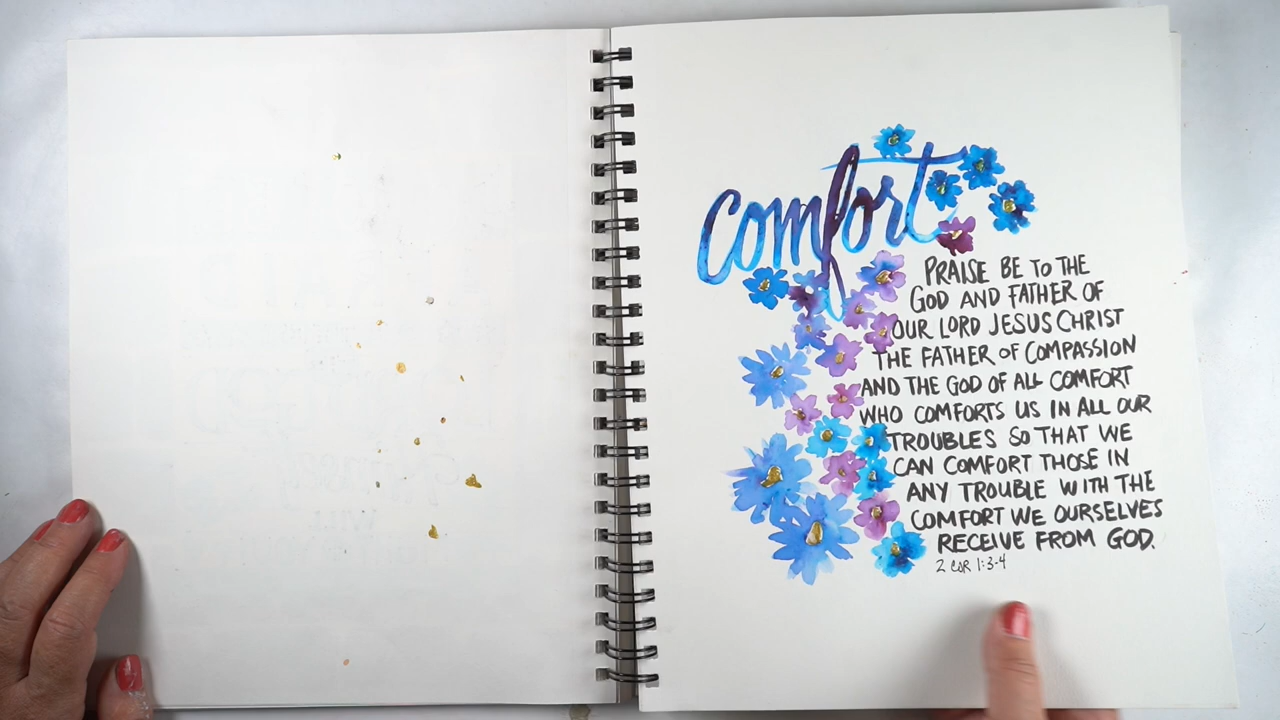 comfort
PRAISE BE TO THE
GOD AND FATHER OF
OUR LORD JESUS CHRIST
THE FATHER OF COMPASSION
AND THE GOD OF ALL COMFORT
WHO COMFORTS US IN ALL OUR
TROUBLES SO THAT WE
CAN COMFORT THOSE IN
ANY TROUBLE WITH THE
COMFORT WE OURSELVES
RECEIVE FROM GOD.
2 COR 1:3-4